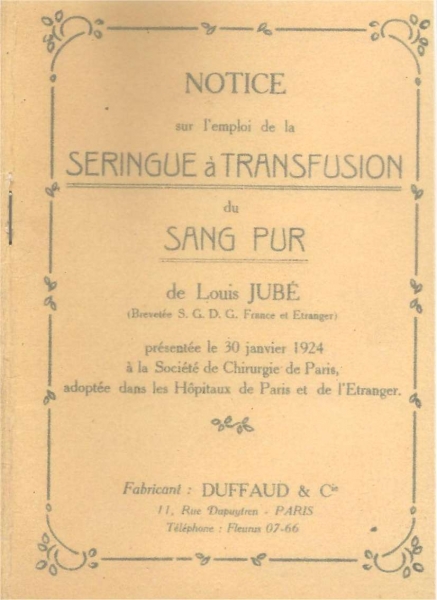 NOTICE
sur l'emploi de la
SERINGUE à TRANSFUSION
du
SANG PUR
de Louis JUBÉ
(Brevetée S. G. D. G. France et Etranger)
présentée le 30 janvier 1924
à la Société de Chirurgie de Paris,
adoptée dans les Hôpitaux de Paris et de l'Etranger.
Fabricant : DUFFAUD & Cie
11, Rue Dupuytren - PARIS
Téléphone : Fleurus 07-66